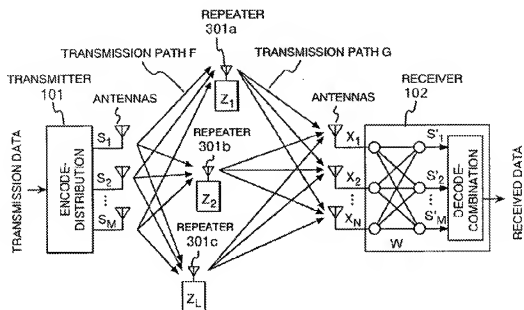 REPEATER
301a
TRANSMISSION PATH F
TRANSMISSION PATH G
TRANSMITTER
101
RECEIVER
102
ANTENNAS
ANTENNAS
Z1
TRANSMISSION DATA
ENCODE-
DISTRIBUTION
S1
S2
SM
REPEATER
301b
Z2
REPEATER
301c
ZL
X1
X2
XN
W
S'1
S'2
S'M
DECODE-
COMBINATION
RECEIVED DATA